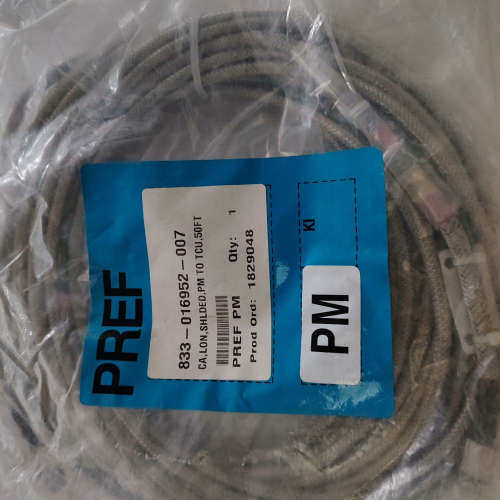 PREF
833-016952-007
CA,LON,SHLDED,PM TO TCU,50FT
PREF PM Qty: 1
Prod Ord: 1829048
KI
PM